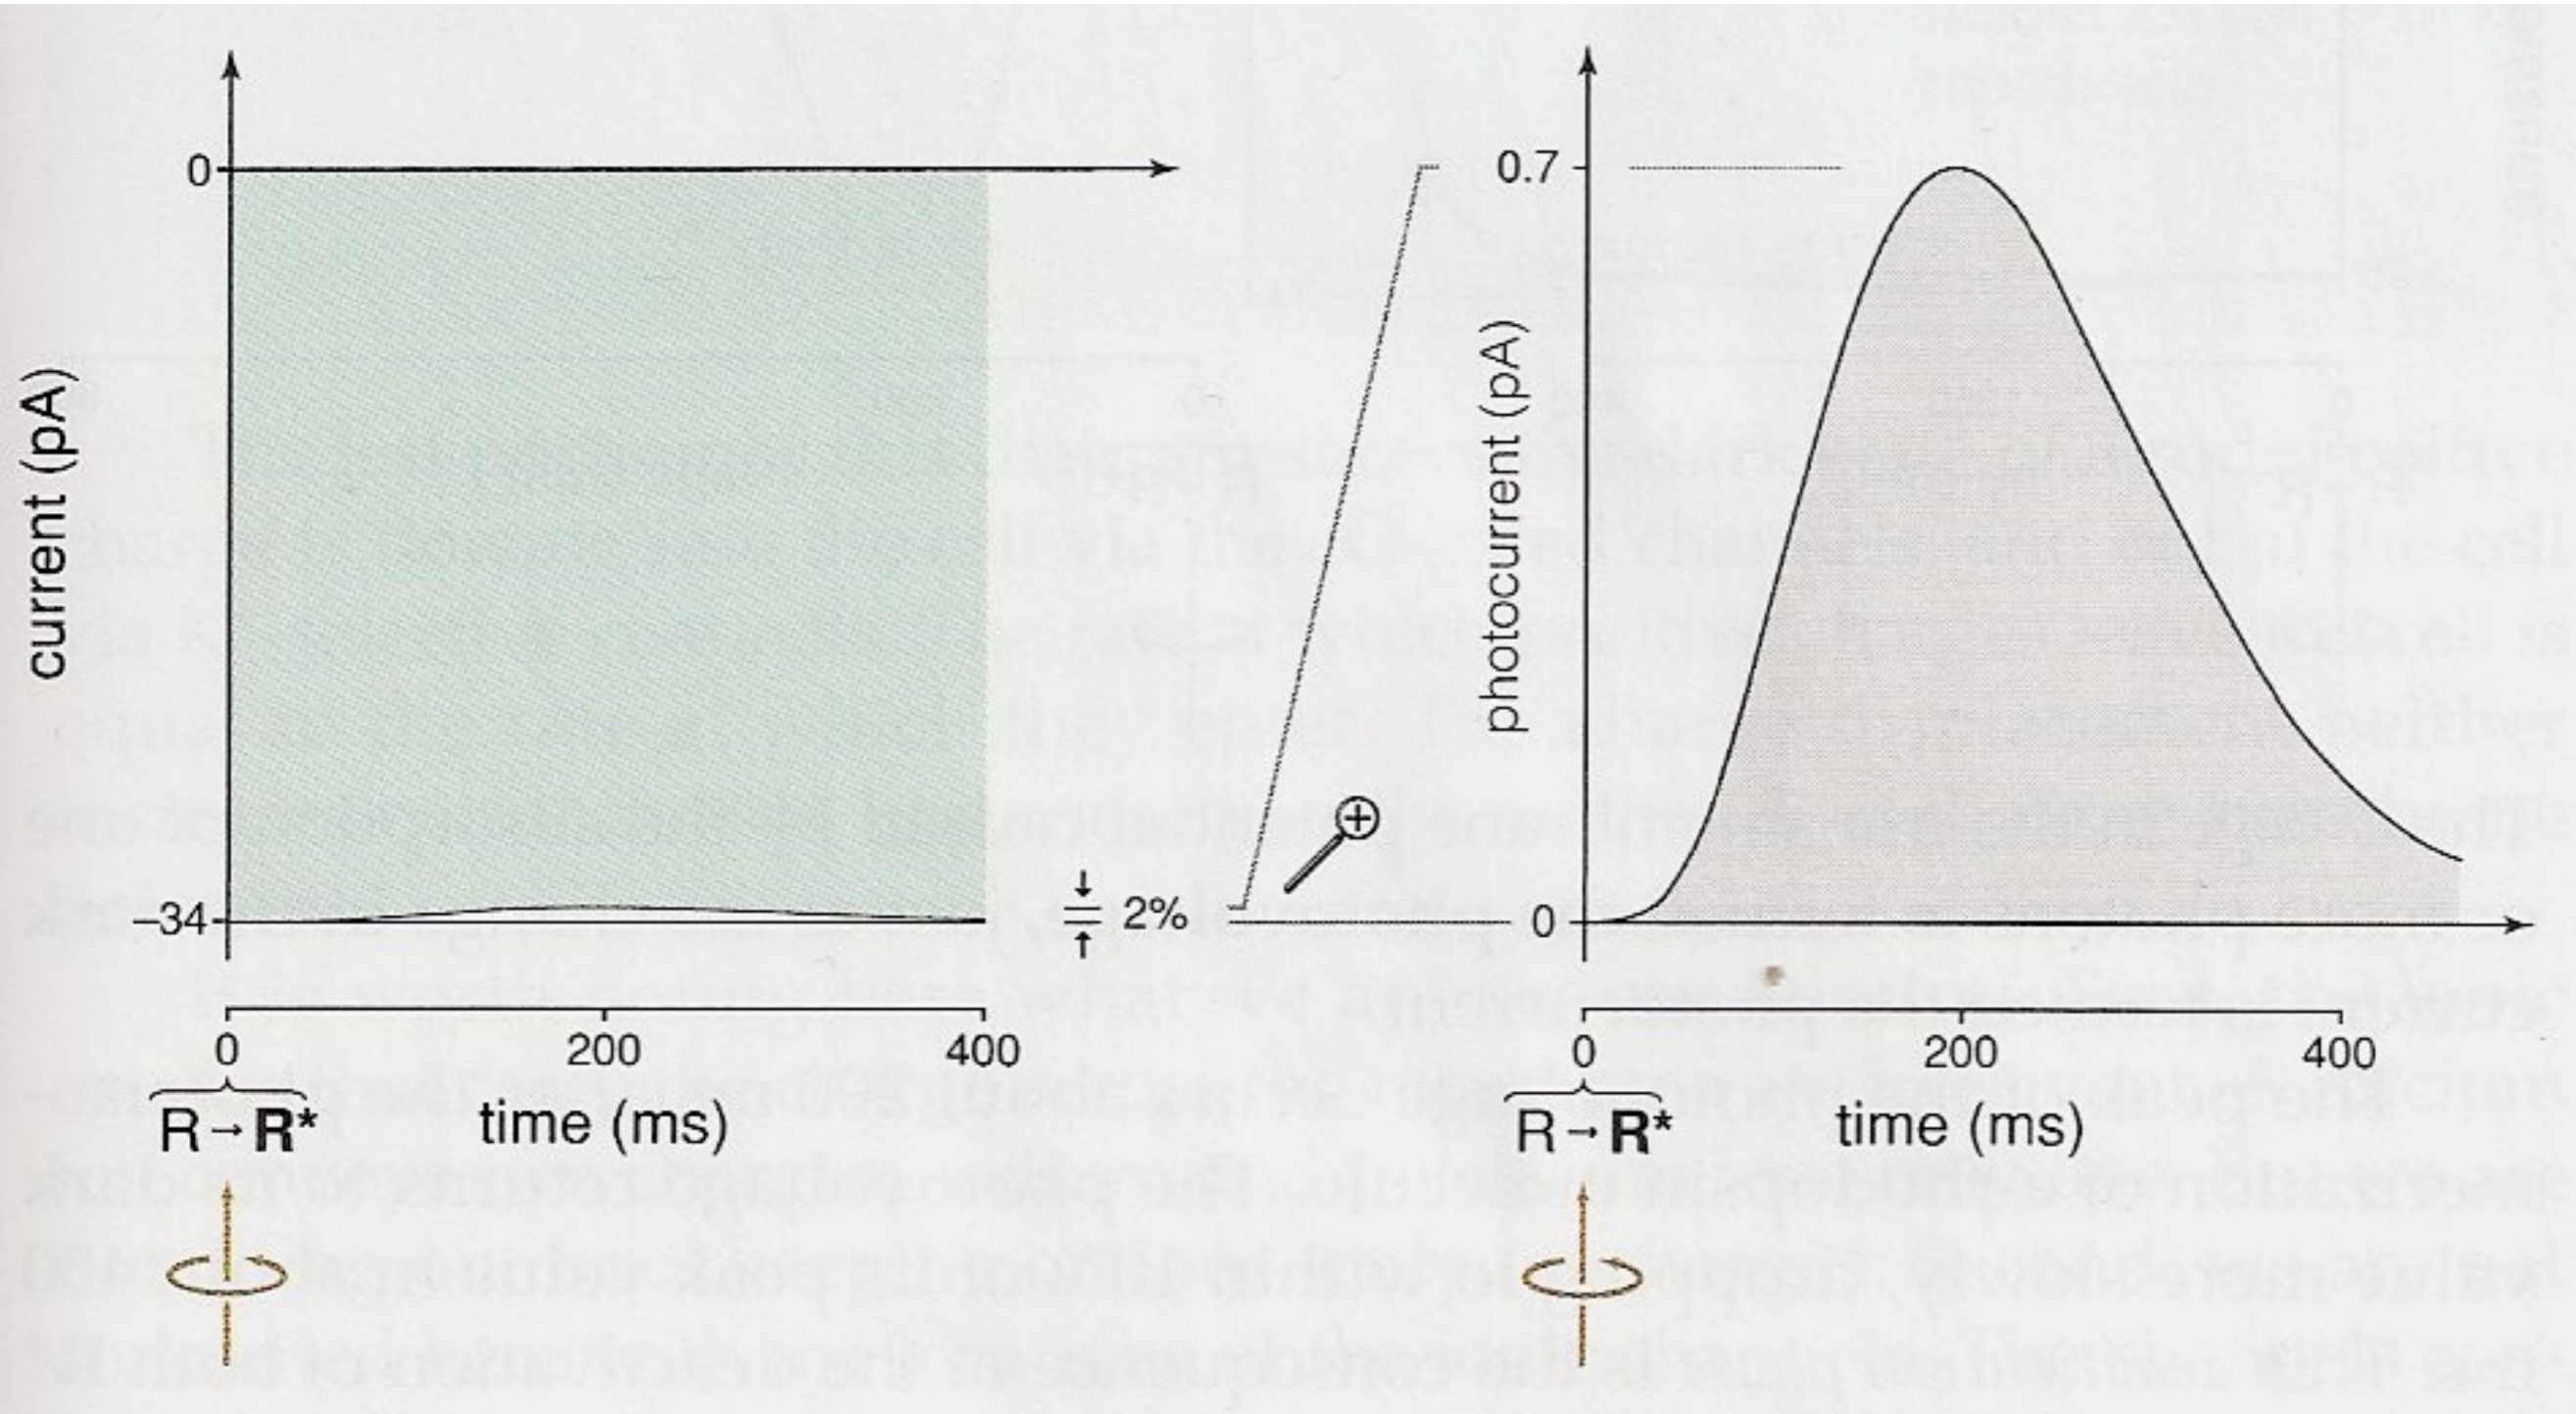 0
current (pA)
−34
2%
0 200 400
R → R*
time (ms)
0.7
photocurrent (pA)
0
0 200 400
R → R*
time (ms)